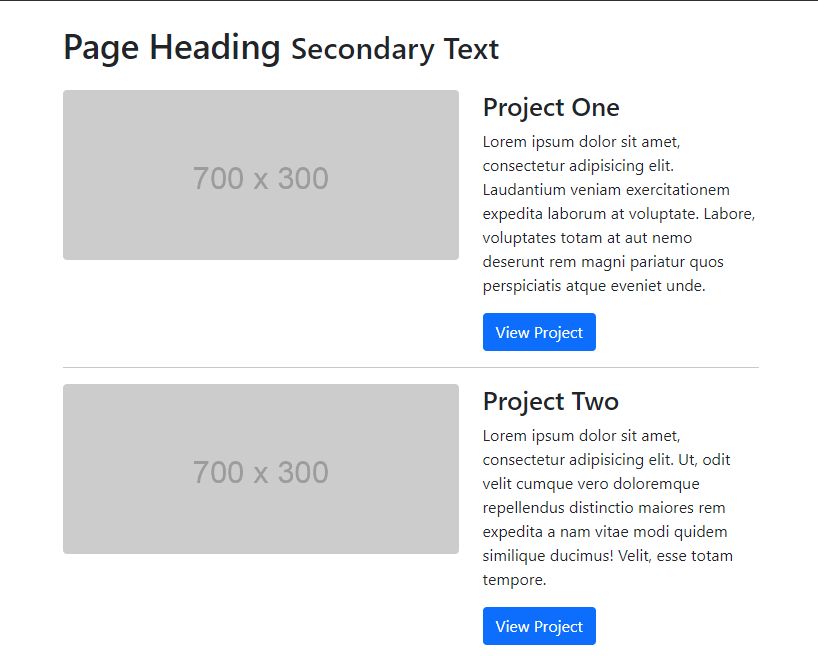 Page Heading Secondary Text
700 x 300
Project One
Lorem ipsum dolor sit amet,
consectetur adipisicing elit.
Laudantium veniam exercitationem
expedita laborum at voluptate. Labore,
voluptates totam at aut nemo
deserunt rem magni pariatur quos
perspiciatis atque eveniet unde.
View Project
700 x 300
Project Two
Lorem ipsum dolor sit amet,
consectetur adipisicing elit. Ut, odit
velit cumque vero doloremque
repellendus distinctio maiores rem
expedita a nam vitae modi quidem
similique ducimus! Velit, esse totam
tempore.
View Project